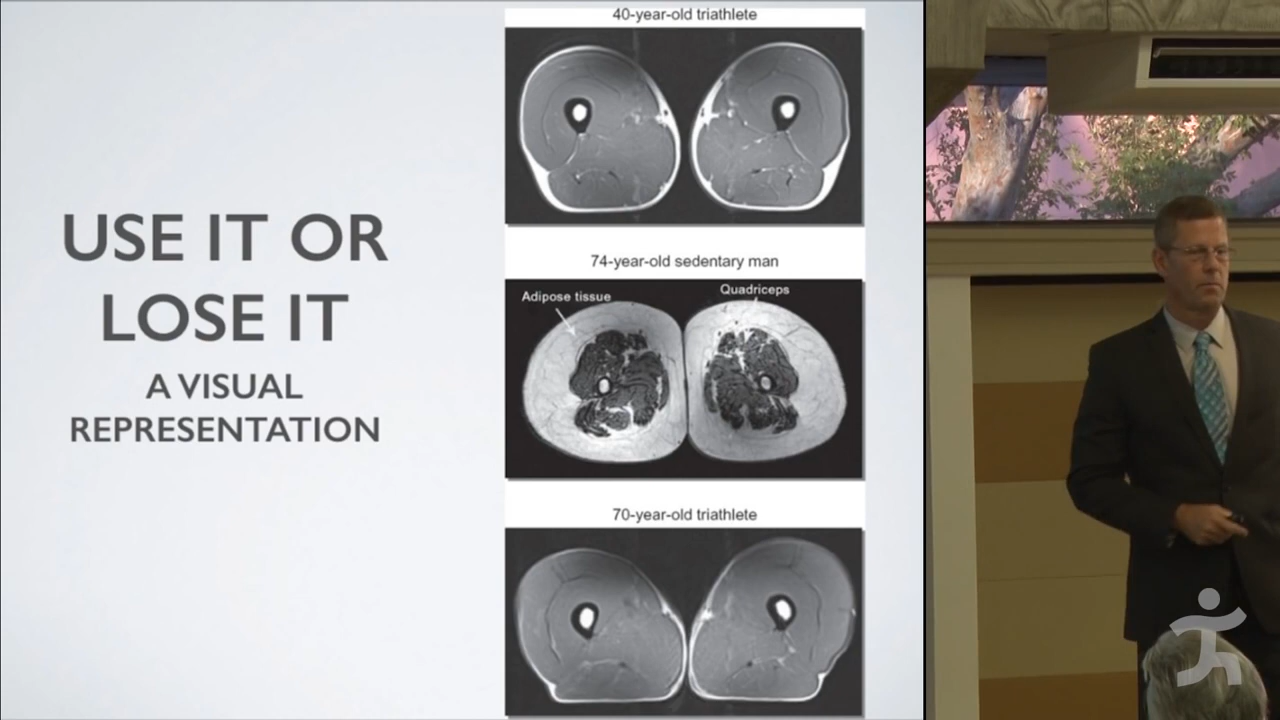 USE IT OR
LOSE IT
A VISUAL
REPRESENTATION
40-year-old triathlete
74-year-old sedentary man
Adipose tissue
Quadriceps
70-year-old triathlete